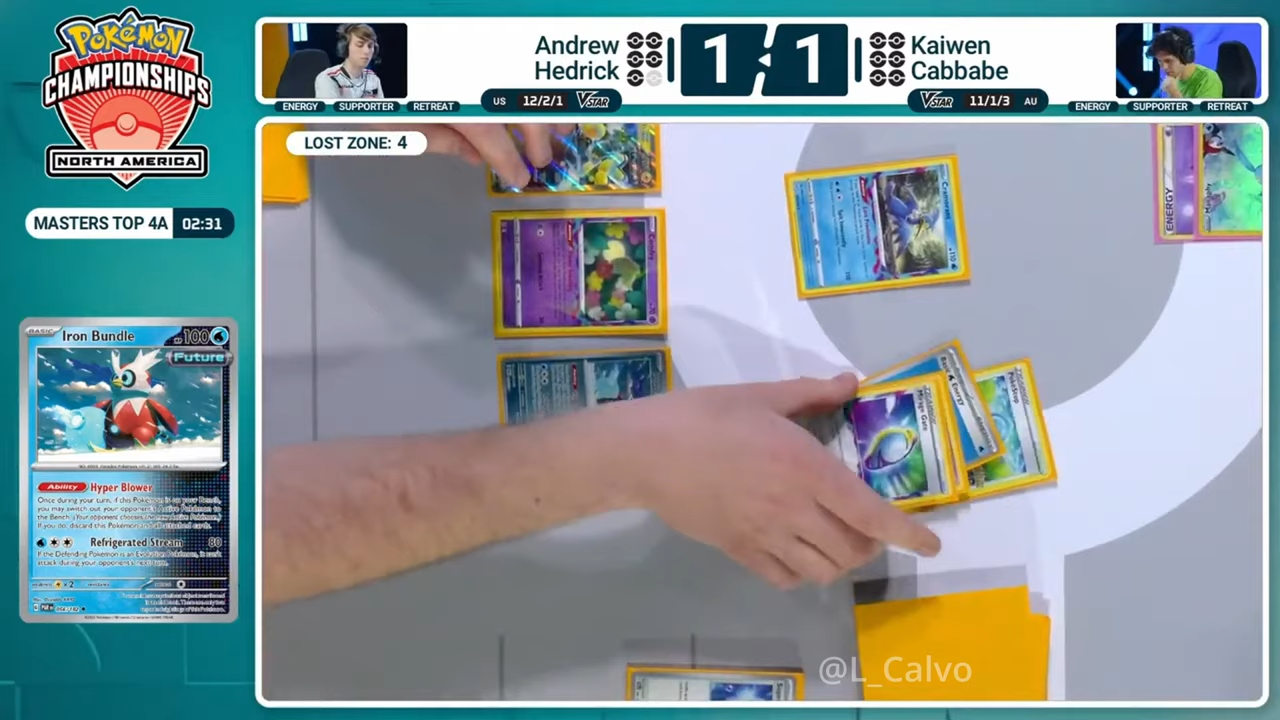 Pokémon
CHAMPIONSHIPS
NORTH AMERICA
MASTERS TOP 4A 02:31
Andrew
Hedrick
1 1
Kaiwen
Cabbabe
ENERGY SUPPORTER RETREAT
US 12/2/1 VSTAR
VSTAR 11/1/3 AU
ENERGY SUPPORTER RETREAT
LOST ZONE: 4
BASIC Iron Bundle HP 100
Future
Ability Hyper Blower
Once during your turn, if this Pokémon is on your Bench,
you may switch out your opponent's Active Pokémon to
the Bench. (Your opponent chooses the new Active Pokémon.)
If you do, discard this Pokémon and all attached cards.
Refrigerated Stream 80
If the Defending Pokémon is an Evolution Pokémon, it can't
attack during your opponent's next turn.
Cramorant
110
Comfey
70
Mirage Gate
Energy
PokéStop
ENERGY
@L_Calvo